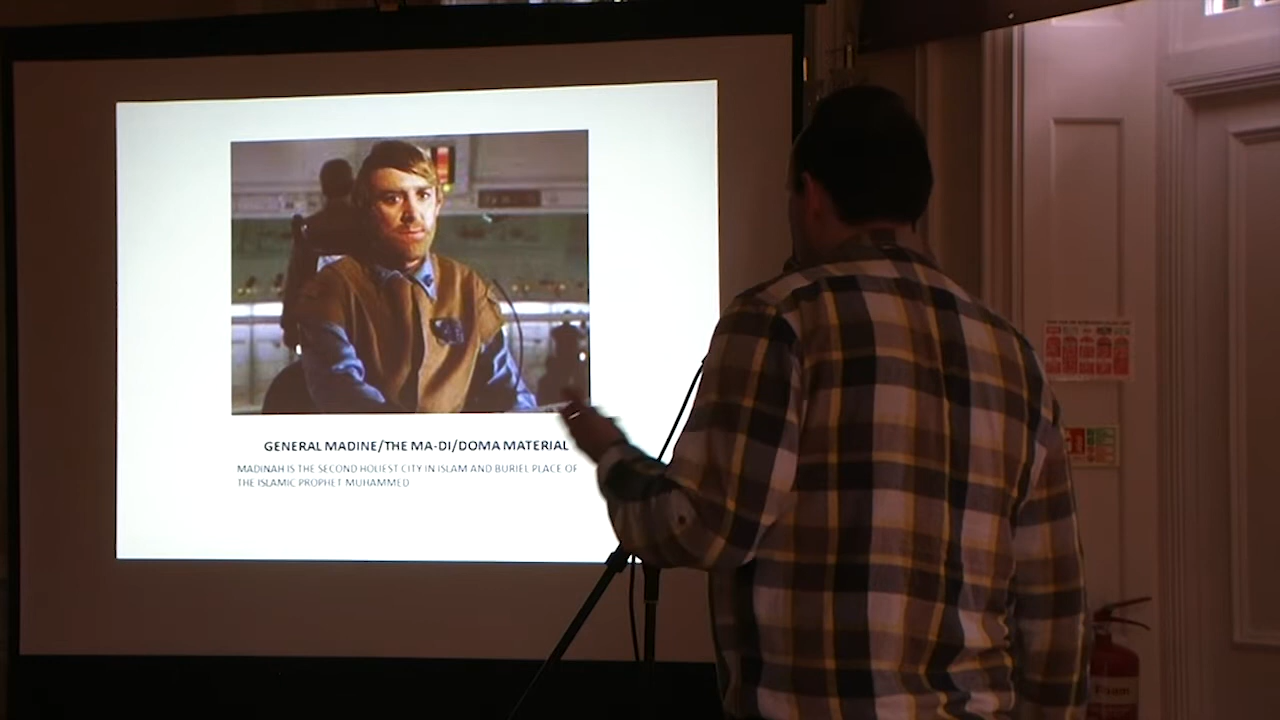 GENERAL MADINE/THE MA-DI/DOMA MATERIAL
MADINAH IS THE SECOND HOLIEST CITY IN ISLAM AND BURIEL PLACE OF
THE ISLAMIC PROPHET MUHAMMED